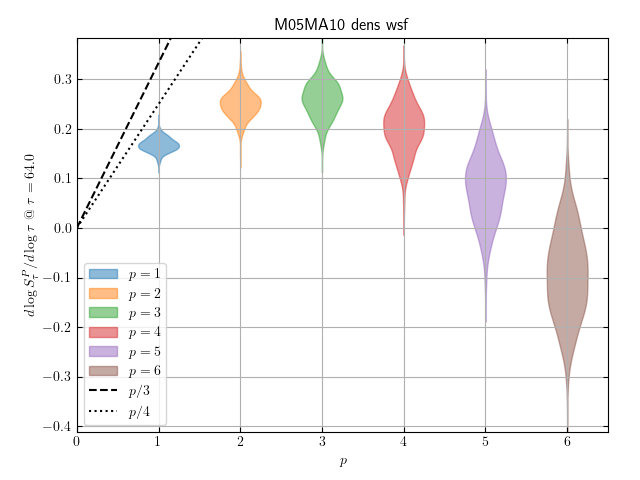 M05MA10 dens wsf
d log S_τ^P / d log τ @ τ = 64.0
0.3
0.2
0.1
0.0
−0.1
−0.2
−0.3
−0.4
p = 1
p = 2
p = 3
p = 4
p = 5
p = 6
p/3
p/4
0 1 2 3 4 5 6
p